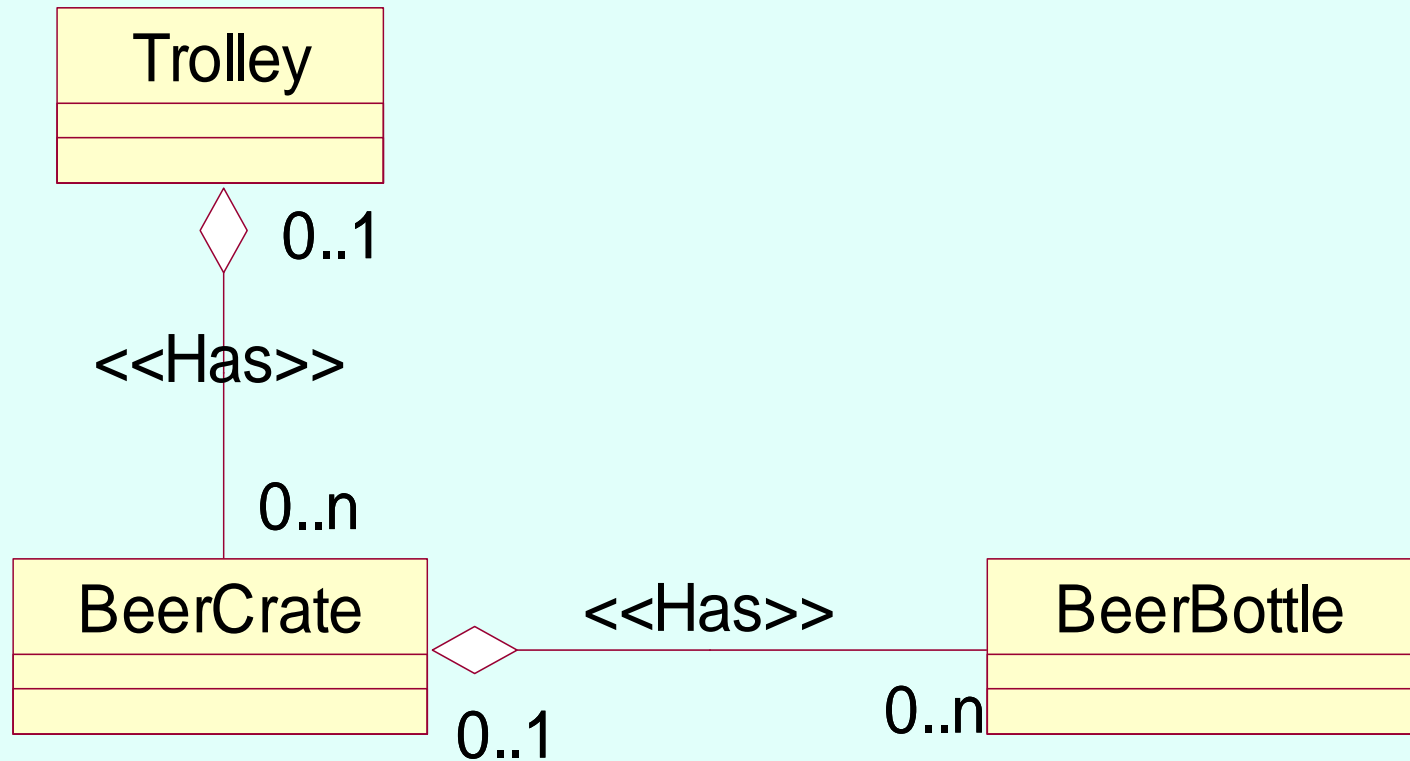 Trolley
0..1
<<Has>>
0..n
BeerCrate
<<Has>>
BeerBottle
0..1
0..n